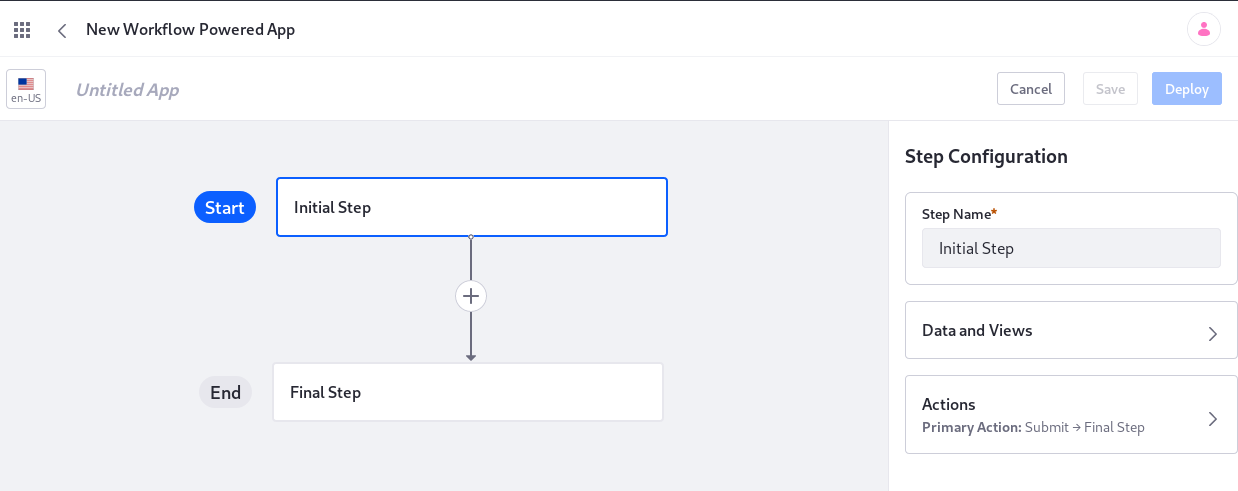 New Workflow Powered App
en-US
Untitled App
Cancel
Save
Deploy
Start
Initial Step
End
Final Step
Step Configuration
Step Name*
Initial Step
Data and Views
Actions
Primary Action: Submit → Final Step